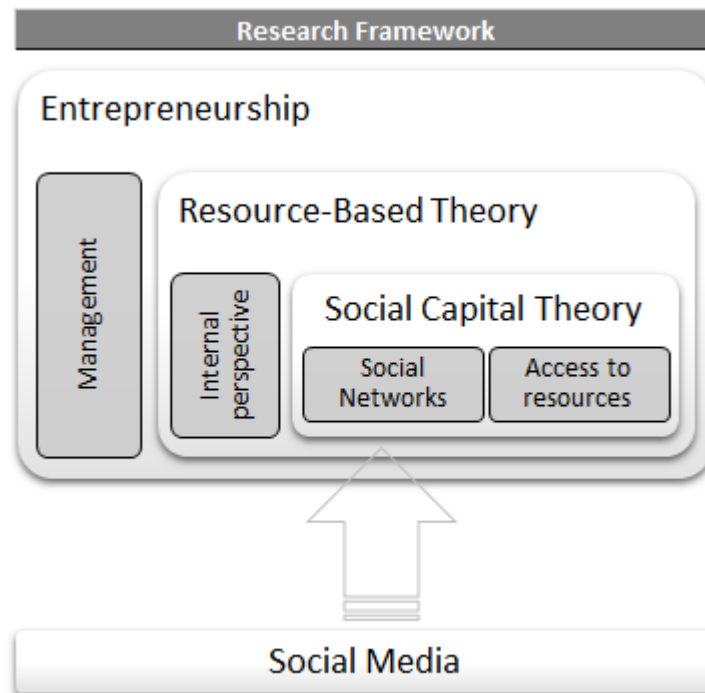 Research Framework
Entrepreneurship
Management
Resource-Based Theory
Internal
perspective
Social Capital Theory
Social
Networks
Access to
resources
Social Media